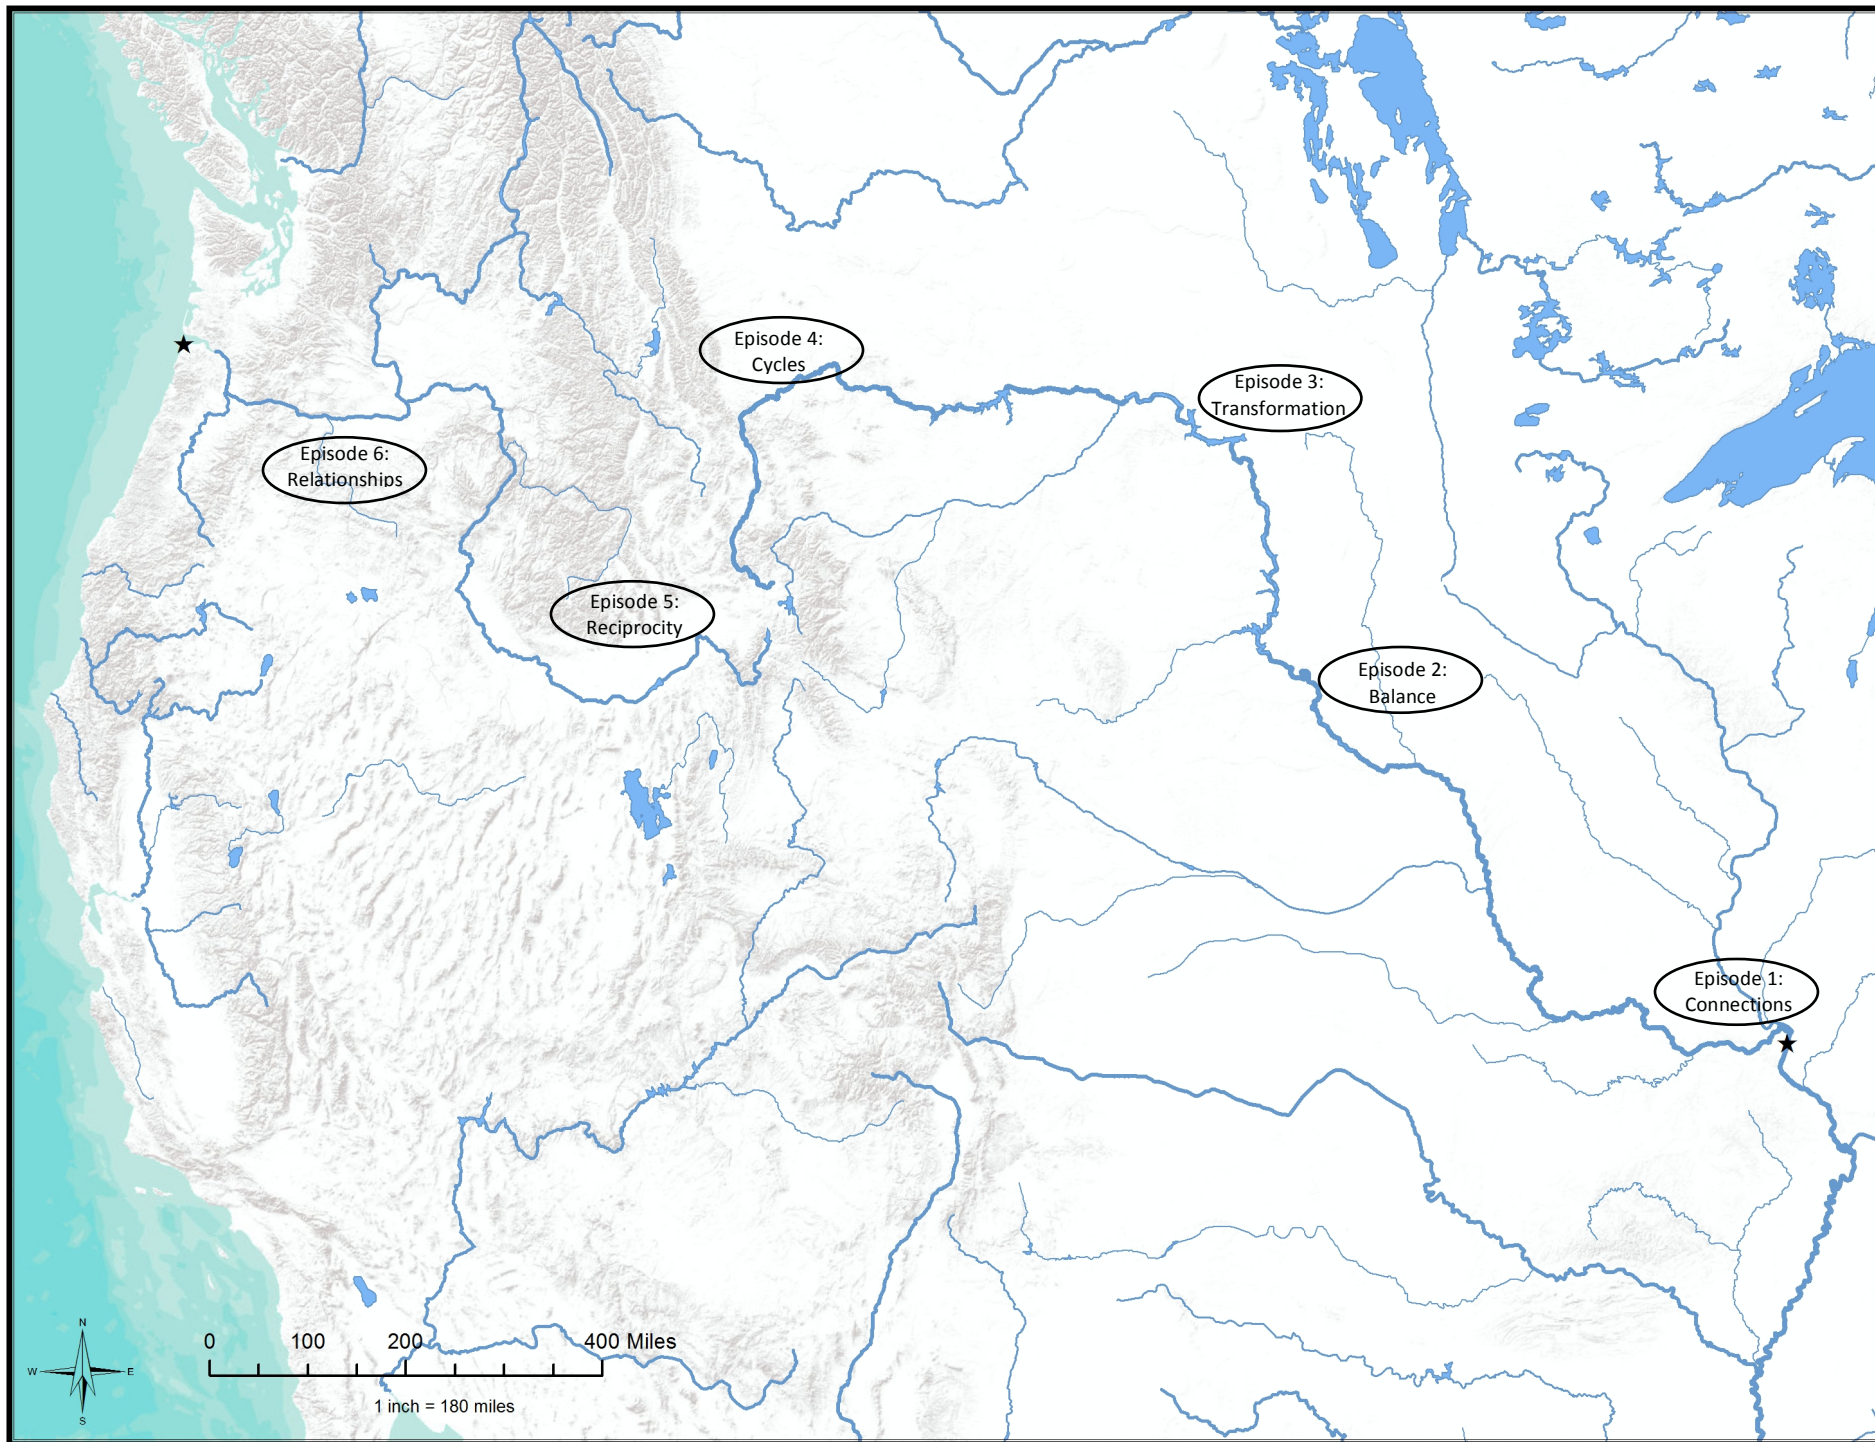 Episode 4:
Cycles
Episode 3:
Transformation
Episode 6:
Relationships
Episode 5:
Reciprocity
Episode 2:
Balance
Episode 1:
Connections
N
W E
S
0 100 200 400 Miles
1 inch = 180 miles